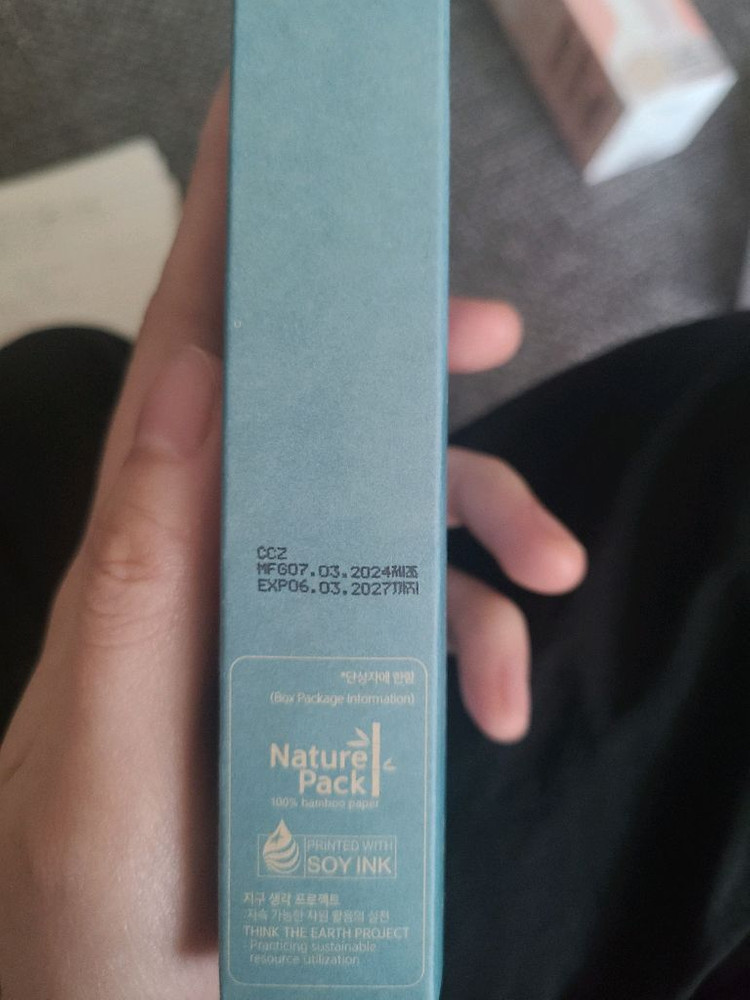 CCZ
MFG07.03.2024제조
EXP06.03.2027까지
*단상자에 한함
(Box Package Information)
Nature
Pack
100% bamboo paper
PRINTED WITH
SOY INK
지구 생각 프로젝트
지속 가능한 자원 활용의 실천
THINK THE EARTH PROJECT
Practicing sustainable
resource utilization